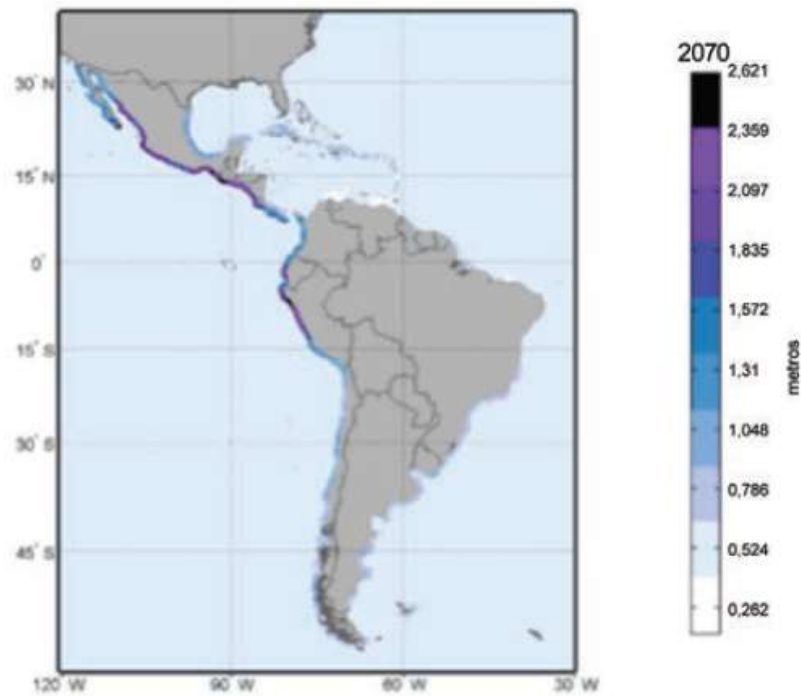 30° N
15° N
0°
15° S
30° S
45° S
120 W
90 W
60 W
30 W
2070
2,621
2,359
2,097
1,835
1,572
1,31
1,048
0,786
0,524
0,262
metros